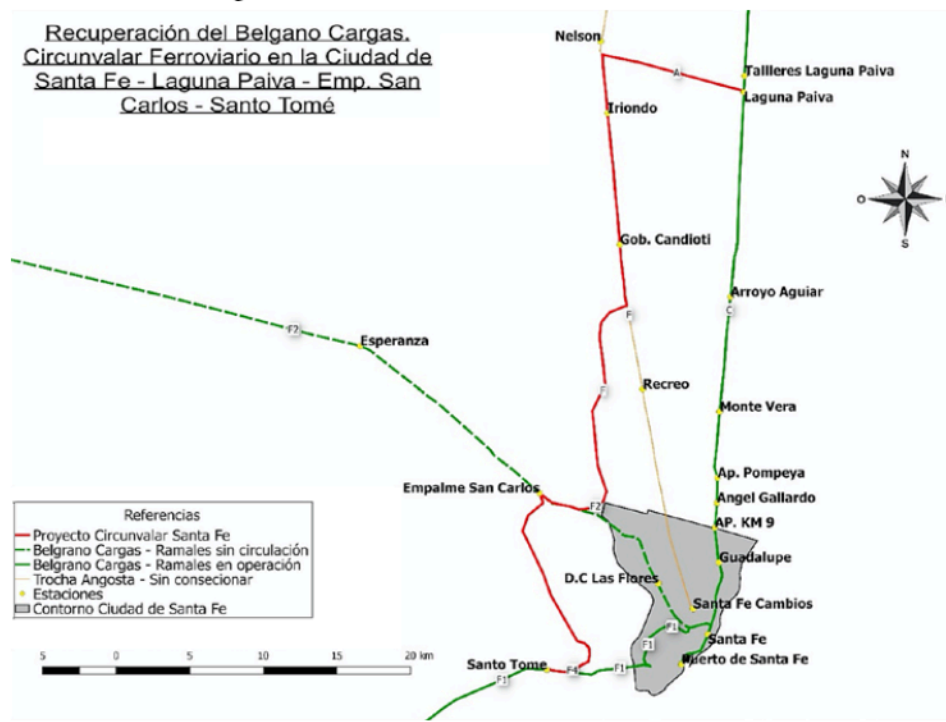 Recuperación del Belgano Cargas.
Circunvalar Ferroviario en la Ciudad de
Santa Fe - Laguna Paiva - Emp. San
Carlos - Santo Tomé
Nelson
A
Tallleres Laguna Paiva
Laguna Paiva
Iriondo
N
O
S
Gob. Candioti
Arroyo Aguiar
F
C
F2
Esperanza
Recreo
F
Monte Vera
Ap. Pompeya
Empalme San Carlos
Angel Gallardo
F2
AP. KM 9
Guadalupe
D.C Las Flores
Santa Fe Cambios
F1
Santa Fe
F1
Puerto de Santa Fe
Santo Tome
F4
F1
F1
Referencias
Proyecto Circunvalar Santa Fe
Belgrano Cargas - Ramales sin circulación
Belgrano Cargas - Ramales en operación
Trocha Angosta - Sin consecionar
Estaciones
Contorno Ciudad de Santa Fe
5 0 5 10 15 20 km